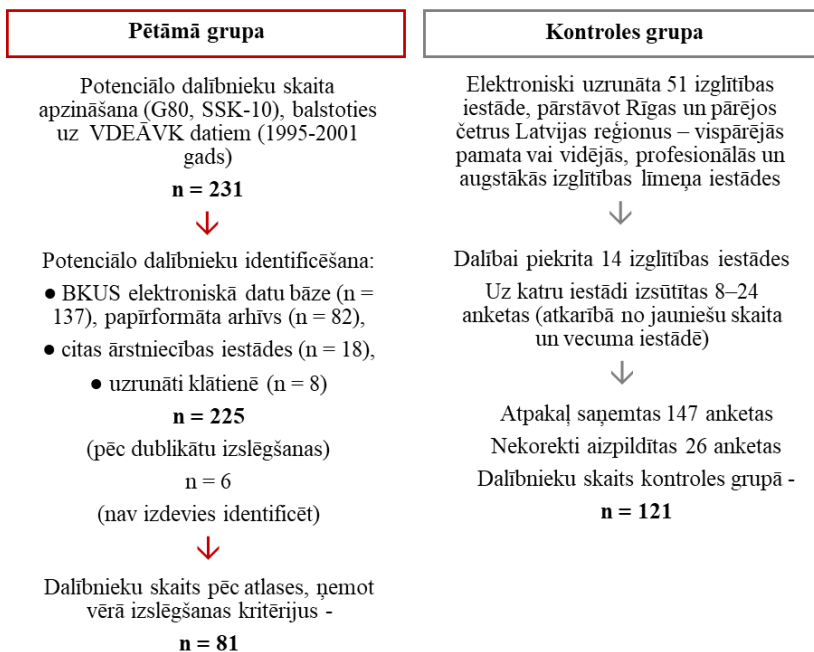 Pētāmā grupa
Potenciālo dalībnieku skaita
apzināšana (G80, SSK-10), balstoties
uz VDEĀVK datiem (1995-2001
gads)
n = 231
Potenciālo dalībnieku identificēšana:
● BKUS elektroniskā datu bāze (n =
137), papīrformāta arhīvs (n = 82),
● citas ārstniecības iestādes (n = 18),
● uzrunāti klātienē (n = 8)
n = 225
(pēc dublikātu izslēgšanas)
n = 6
(nav izdevies identificēt)
Dalībnieku skaits pēc atlases, ņemot
vērā izslēgšanas kritērijus -
n = 81
Kontroles grupa
Elektroniski uzrunāta 51 izglītības
iestāde, pārstāvot Rīgas un pārējos
četrus Latvijas reģionus – vispārējās
pamata vai vidējās, profesionālās un
augstākās izglītības līmeņa iestādes
Dalībai piekrita 14 izglītības iestādes
Uz katru iestādi izsūtītas 8–24
anketas (atkarībā no jauniešu skaita
un vecuma iestādē)
Atpakaļ saņemtas 147 anketas
Nekorekti aizpildītas 26 anketas
Dalībnieku skaits kontroles grupā -
n = 121